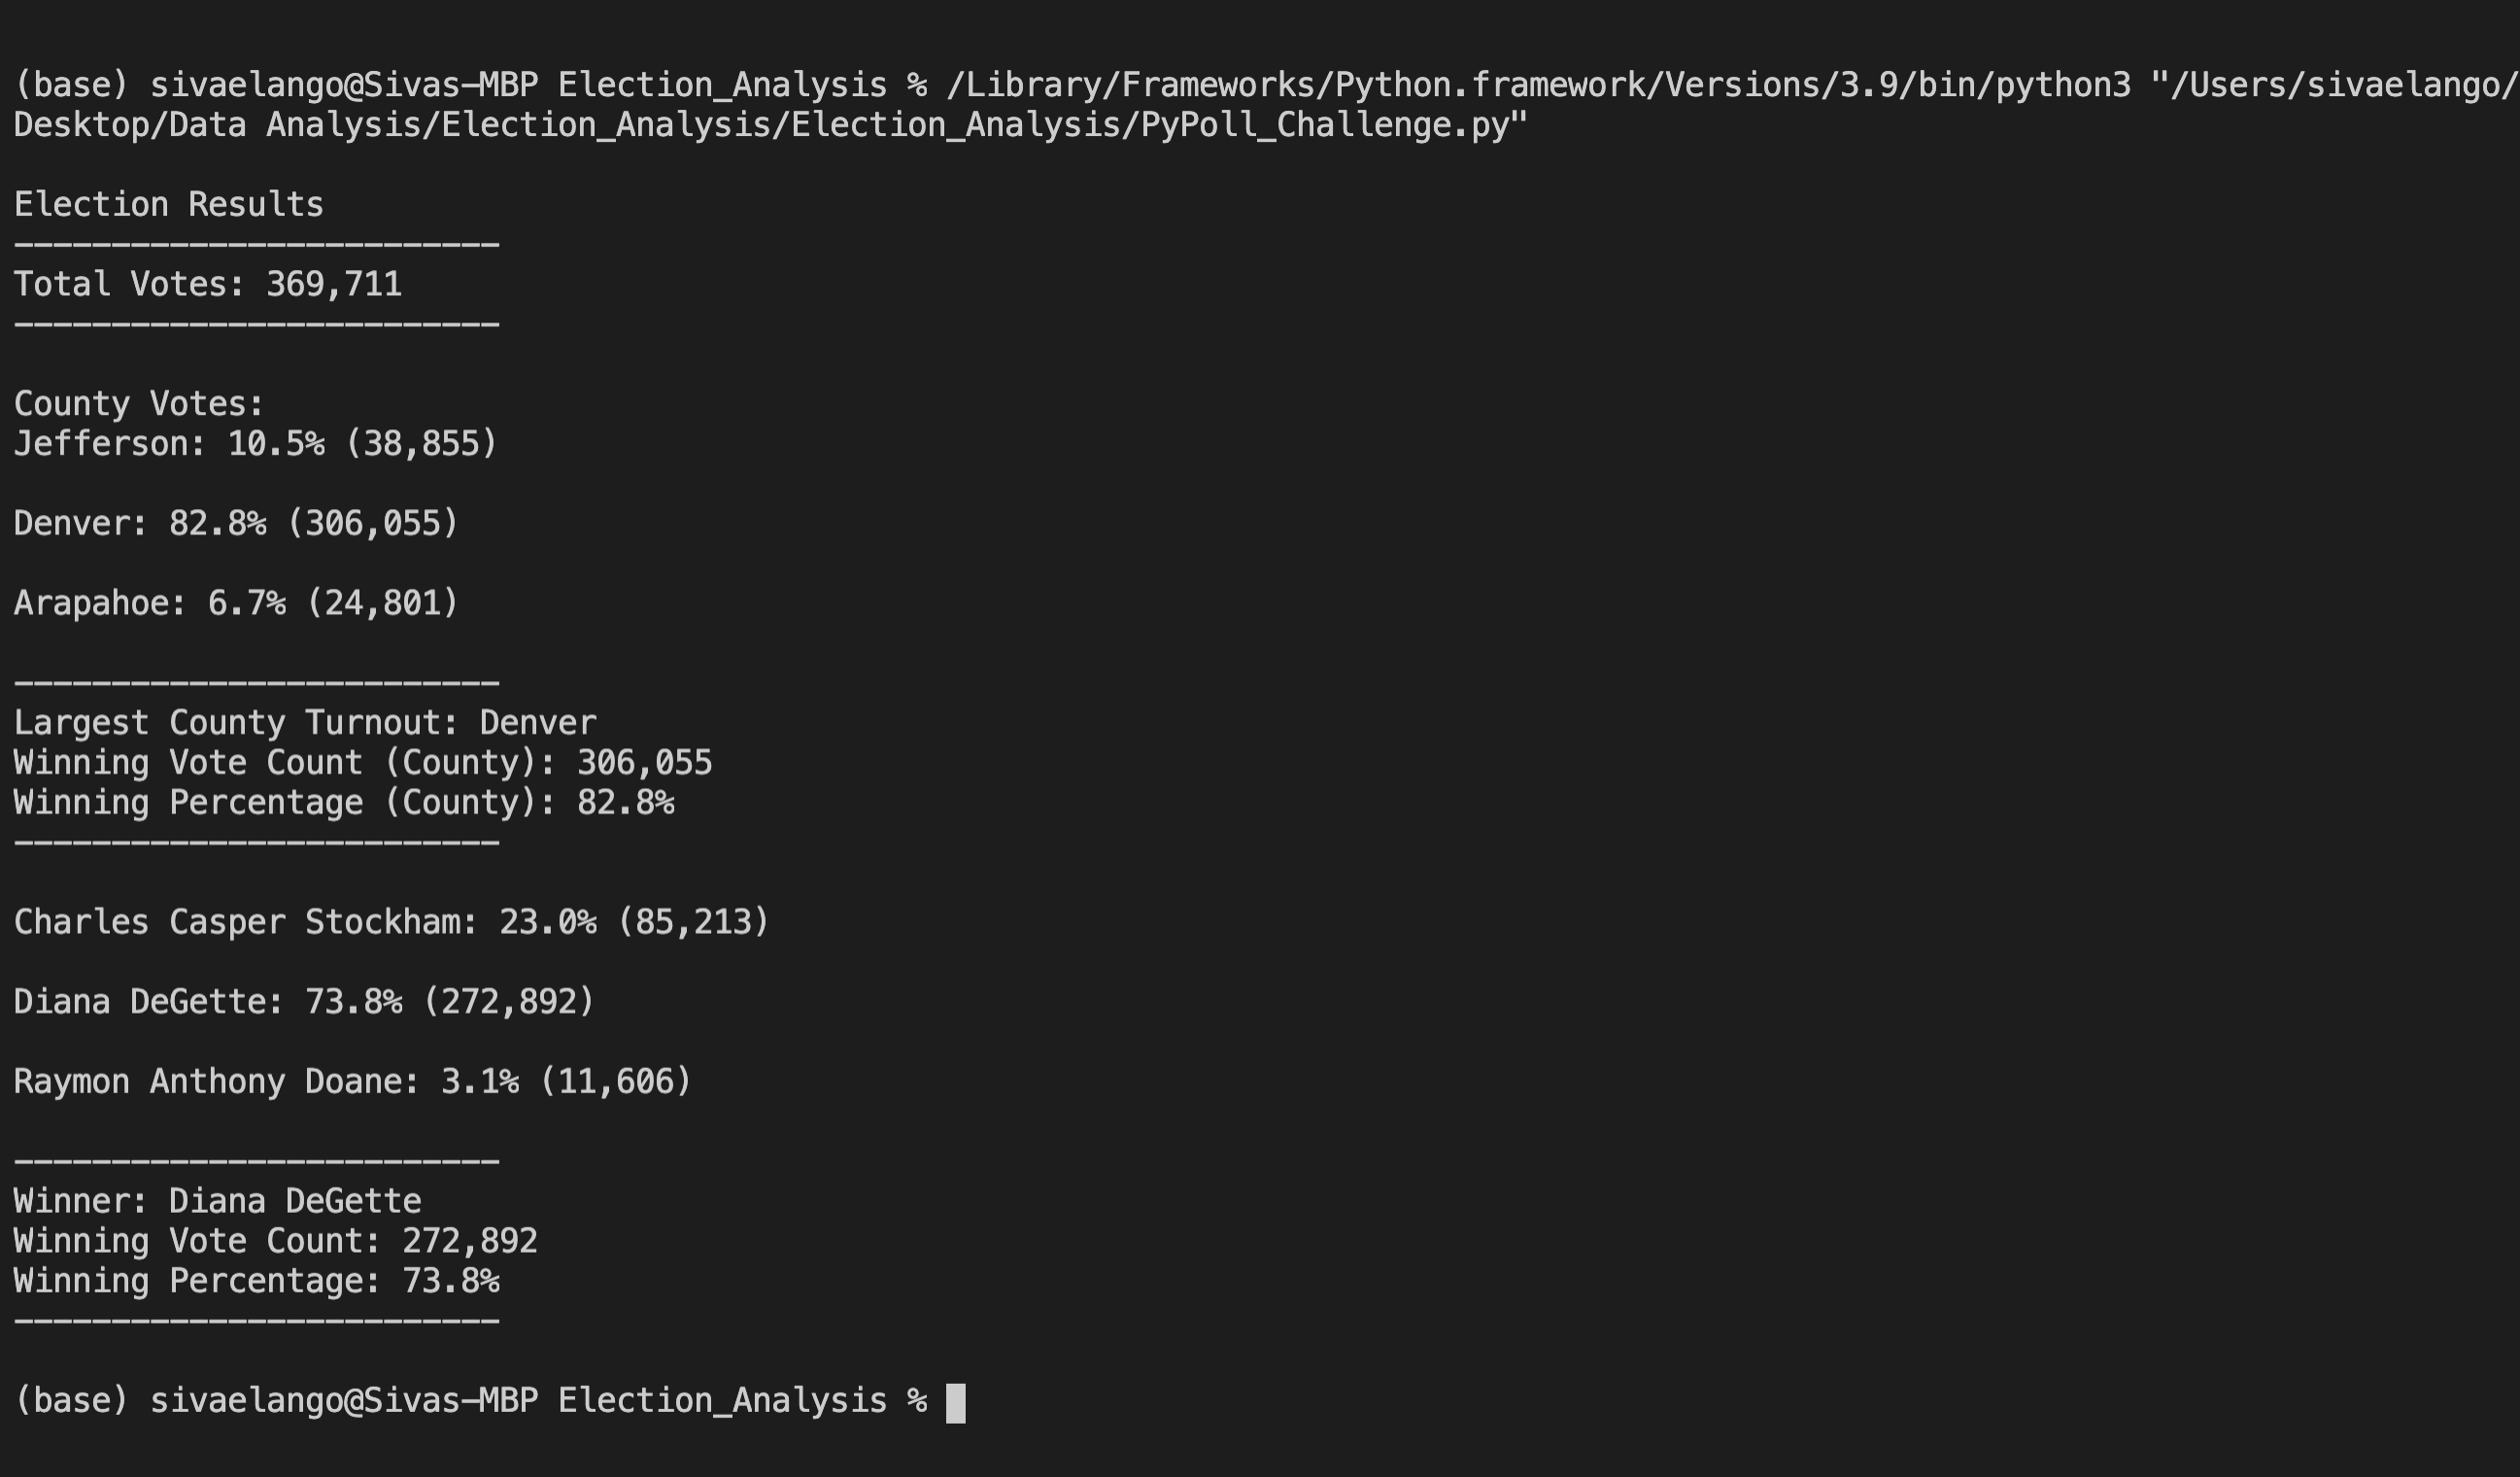 (base) sivaelango@Sivas-MBP Election_Analysis % /Library/Frameworks/Python.framework/Versions/3.9/bin/python3 "/Users/sivaelango/
Desktop/Data Analysis/Election_Analysis/Election_Analysis/PyPoll_Challenge.py"
Election Results
-------------------------
Total Votes: 369,711
-------------------------
County Votes:
Jefferson: 10.5% (38,855)
Denver: 82.8% (306,055)
Arapahoe: 6.7% (24,801)
-------------------------
Largest County Turnout: Denver
Winning Vote Count (County): 306,055
Winning Percentage (County): 82.8%
-------------------------
Charles Casper Stockham: 23.0% (85,213)
Diana DeGette: 73.8% (272,892)
Raymon Anthony Doane: 3.1% (11,606)
-------------------------
Winner: Diana DeGette
Winning Vote Count: 272,892
Winning Percentage: 73.8%
-------------------------
(base) sivaelango@Sivas-MBP Election_Analysis %